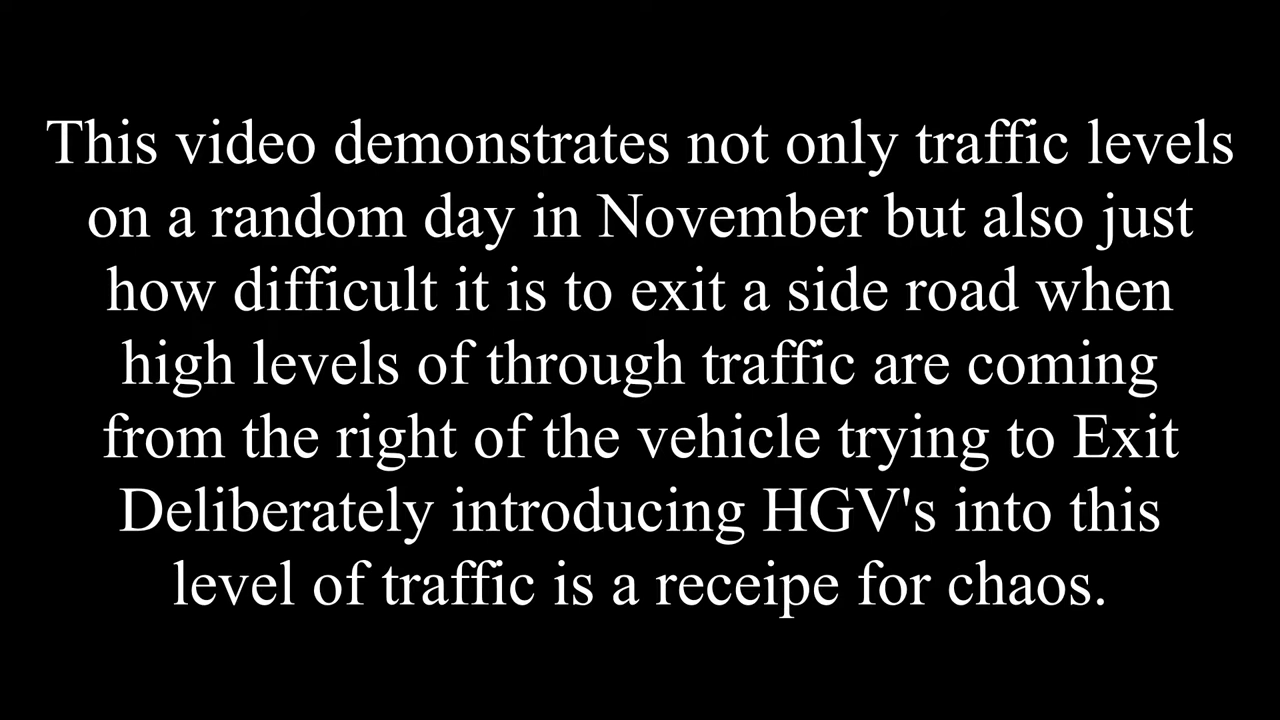 This video demonstrates not only traffic levels
on a random day in November but also just
how difficult it is to exit a side road when
high levels of through traffic are coming
from the right of the vehicle trying to Exit
Deliberately introducing HGV's into this
level of traffic is a receipe for chaos.